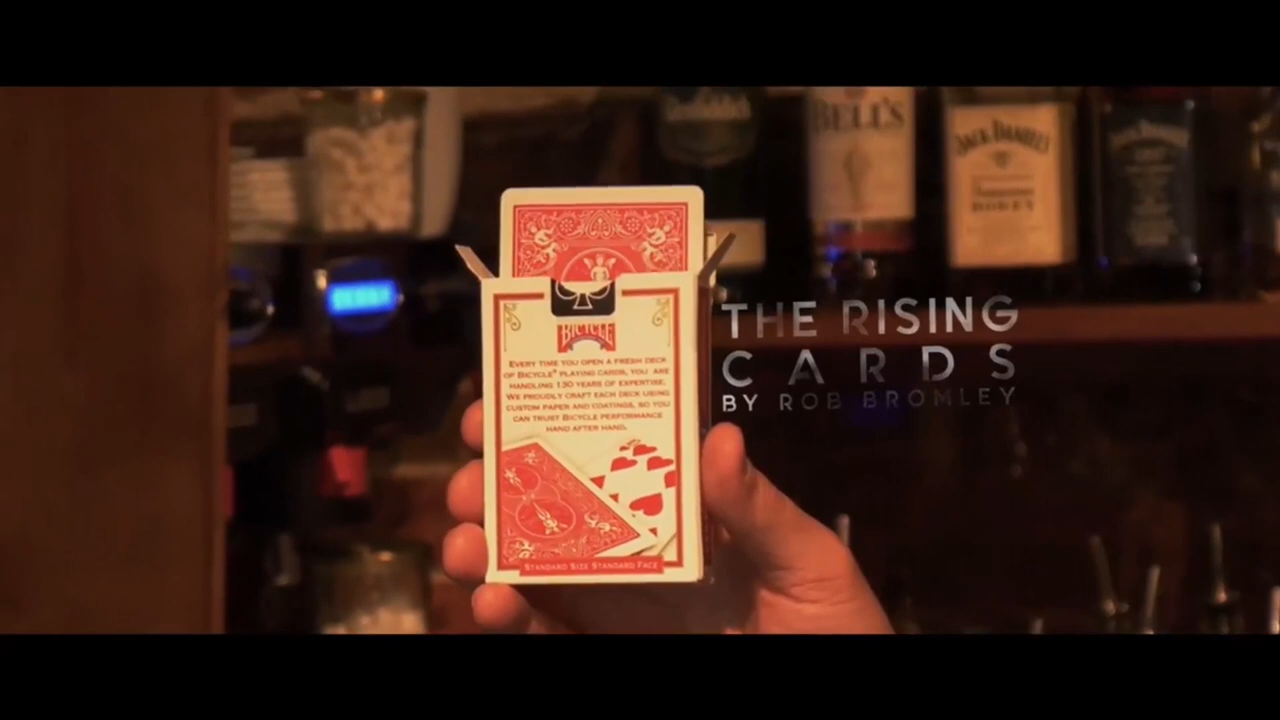 BELL'S
JACK DANIEL'S
HONEY
THE RISING
CARDS
BY ROB BROMLEY
BICYCLE
EVERY TIME YOU OPEN A FRESH DECK
OF BICYCLE® PLAYING CARDS, YOU ARE
HANDLING 130 YEARS OF EXPERTISE.
WE PROUDLY CRAFT EACH DECK USING
CUSTOM PAPER AND COATINGS, SO YOU
CAN TRUST BICYCLE PERFORMANCE
HAND AFTER HAND.
STANDARD SIZE STANDARD FACE